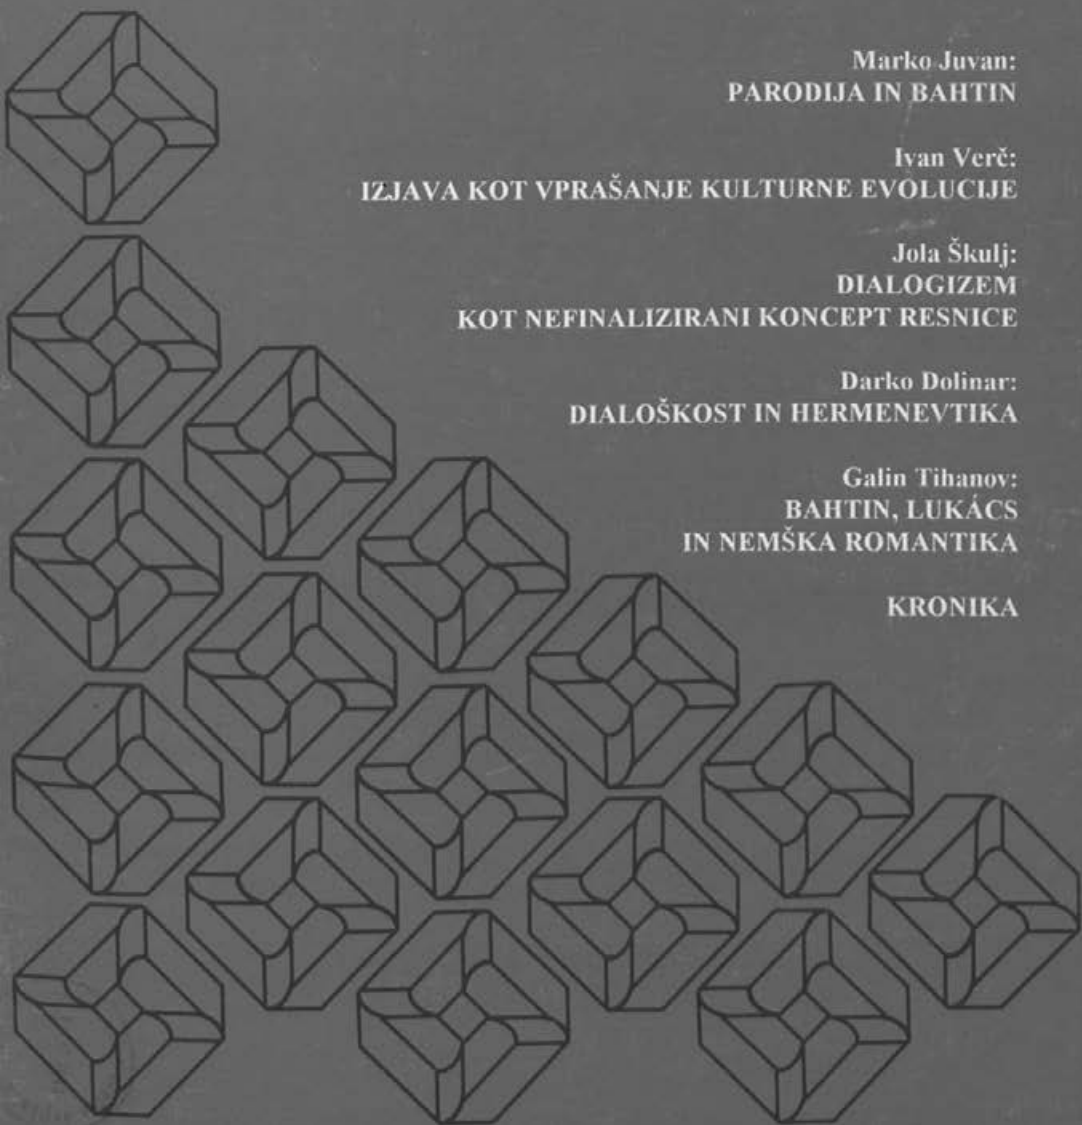 Marko Juvan:
PARODIJA IN BAHTIN
Ivan Verč:
IZJAVA KOT VPRAŠANJE KULTURNE EVOLUCIJE
Jola Škulj:
DIALOGIZEM
KOT NEFINALIZIRANI KONCEPT RESNICE
Darko Dolinar:
DIALOŠKOST IN HERMENEVTIKA
Galin Tihanov:
BAHTIN, LUKÁCS
IN NEMŠKA ROMANTIKA
KRONIKA